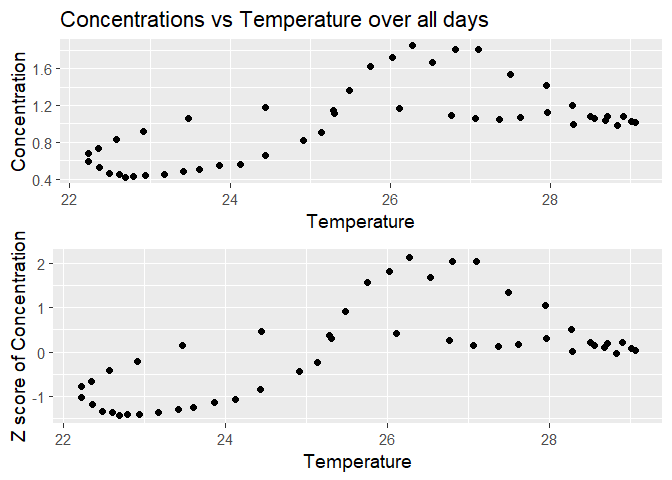 Concentrations vs Temperature over all days
Concentration
1.6
1.2
0.8
0.4
22 24 26 28
Temperature
Z score of Concentration
2
1
0
-1
22 24 26 28
Temperature